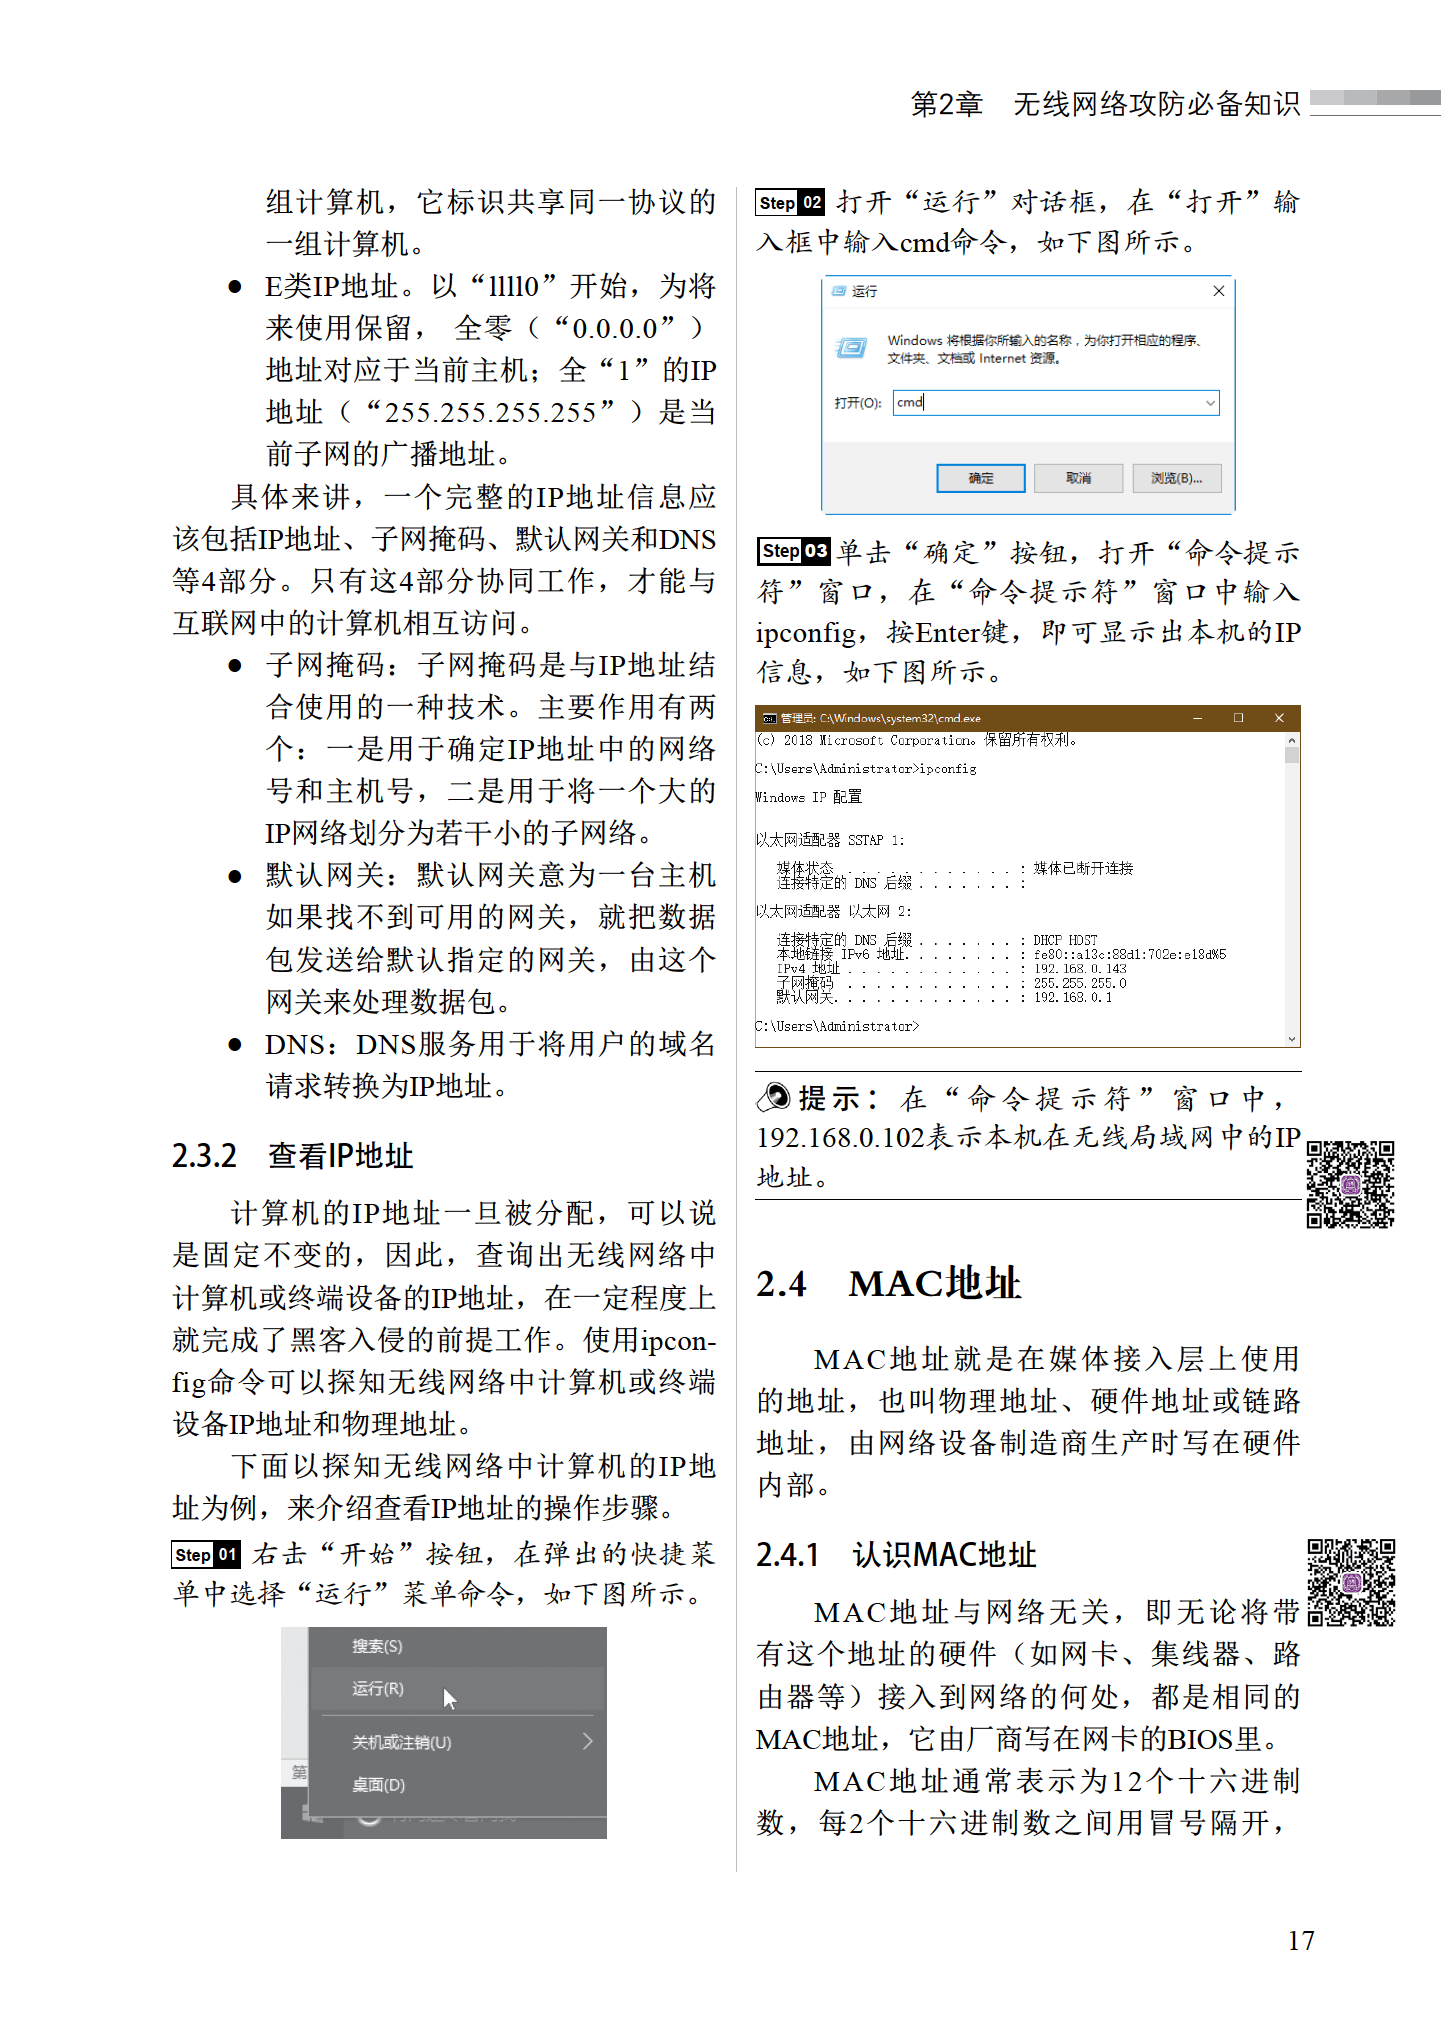 第2章　无线网络攻防必备知识
组计算机，它标识共享同一协议的
一组计算机。
● E类IP地址。以“lllll0”开始，为将
来使用保留， 全零（“0.0.0.0”）
地址对应于当前主机；全“1”的IP
地址（“255.255.255.255”）是当
前子网的广播地址。
具体来讲，一个完整的IP地址信息应
该包括IP地址、子网掩码、默认网关和DNS
等4部分。只有这4部分协同工作，才能与
互联网中的计算机相互访问。
● 子网掩码：子网掩码是与IP地址结
合使用的一种技术。主要作用有两
个：一是用于确定IP地址中的网络
号和主机号，二是用于将一个大的
IP网络划分为若干小的子网络。
● 默认网关：默认网关意为一台主机
如果找不到可用的网关，就把数据
包发送给默认指定的网关，由这个
网关来处理数据包。
● DNS：DNS服务用于将用户的域名
请求转换为IP地址。
2.3.2　查看IP地址
计算机的IP地址一旦被分配，可以说
是固定不变的，因此，查询出无线网络中
计算机或终端设备的IP地址，在一定程度上
就完成了黑客入侵的前提工作。使用ipcon-
fig命令可以探知无线网络中计算机或终端
设备IP地址和物理地址。
下面以探知无线网络中计算机的IP地
址为例，来介绍查看IP地址的操作步骤。
Step 01 右击“开始”按钮，在弹出的快捷菜
单中选择“运行”菜单命令，如下图所示。
搜索(S)
运行(R)
关机或注销(U)
第
桌面(D)
Step 02 打开“运行”对话框，在“打开”输
入框中输入cmd命令，如下图所示。
运行
Windows 将根据你所输入的名称，为你打开相应的程序、
文件夹、文档或 Internet 资源。
打开(O): cmd
确定 取消 浏览(B)...
Step 03 单击“确定”按钮，打开“命令提示
符”窗口，在“命令提示符”窗口中输入
ipconfig，按Enter键，即可显示出本机的IP
信息，如下图所示。
管理员: C:\Windows\system32\cmd.exe
(c) 2018 Microsoft Corporation。保留所有权利。
C:\Users\Administrator>ipconfig
Windows IP 配置
以太网适配器 SSTAP 1:
媒体状态 . . . . . . . . . . . . : 媒体已断开连接
连接特定的 DNS 后缀 . . . . . . . :
以太网适配器 以太网 2:
连接特定的 DNS 后缀 . . . . . . . : DHCP HOST
本地链接 IPv6 地址. . . . . . . . : fe80::a13c:88d1:702e:e18d%5
IPv4 地址 . . . . . . . . . . . . : 192.168.0.143
子网掩码 . . . . . . . . . . . . : 255.255.255.0
默认网关. . . . . . . . . . . . . : 192.168.0.1
C:\Users\Administrator>
提示：在“命令提示符”窗口中，
192.168.0.102表示本机在无线局域网中的IP
地址。
2.4　MAC地址
MAC地址就是在媒体接入层上使用
的地址，也叫物理地址、硬件地址或链路
地址，由网络设备制造商生产时写在硬件
内部。
2.4.1　认识MAC地址
MAC地址与网络无关，即无论将带
有这个地址的硬件（如网卡、集线器、路
由器等）接入到网络的何处，都是相同的
MAC地址，它由厂商写在网卡的BIOS里。
MAC地址通常表示为12个十六进制
数，每2个十六进制数之间用冒号隔开，
17